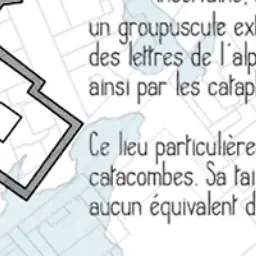 un groupuscule
des lettres de l'alp
ainsi par les catap
Ce lieu particulière
catacombes. Sa tai
aucun équivalent d